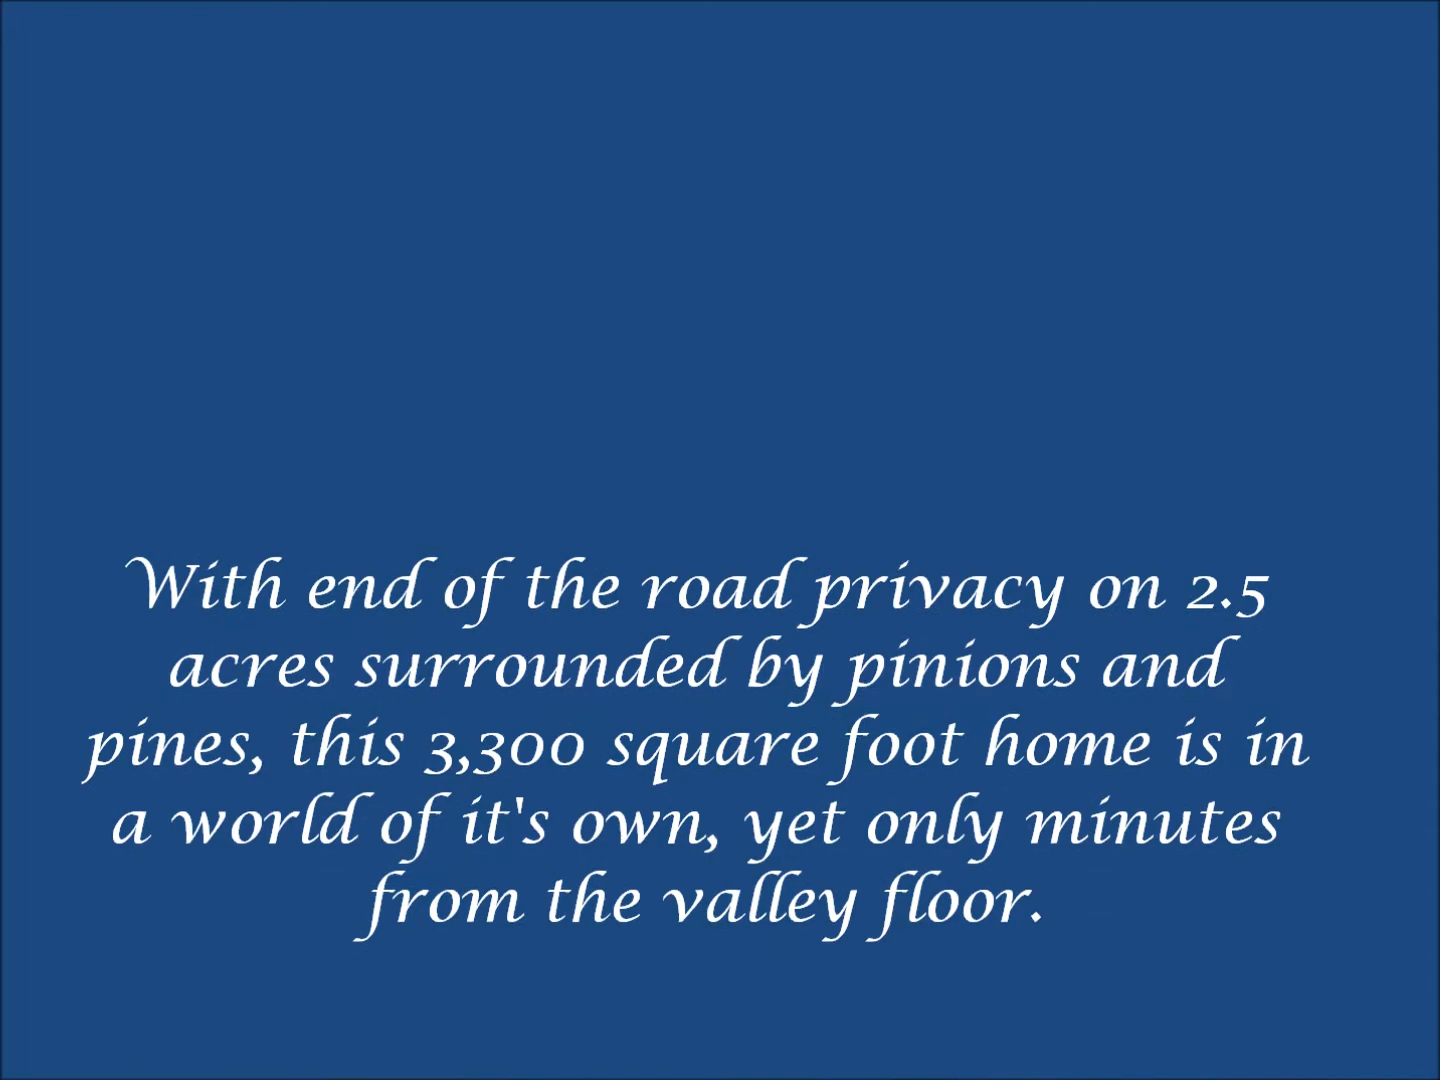 With end of the road privacy on 2.5
acres surrounded by pinions and
pines, this 3,300 square foot home is in
a world of it's own, yet only minutes
from the valley floor.